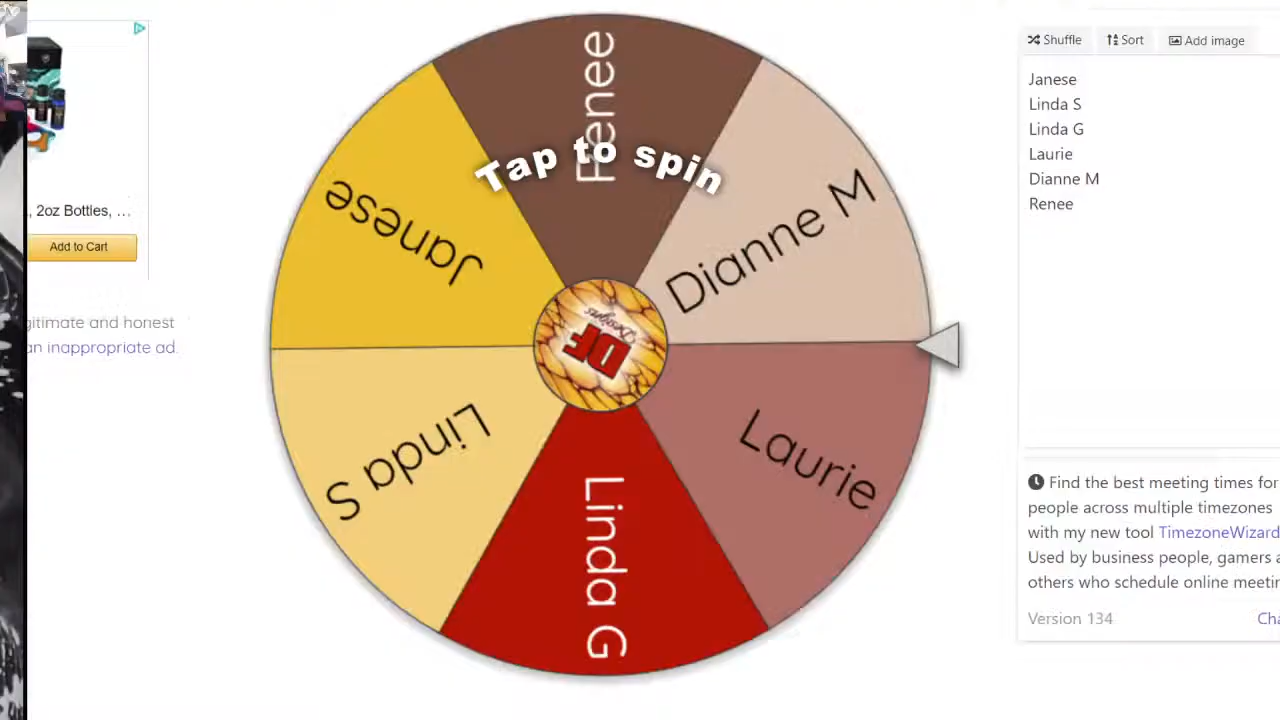 Shuffle
Sort
Add image
Janese
Linda S
Linda G
Laurie
Dianne M
Renee
Renee
Tap to spin
Dianne M
Janese
Laurie
Linda S
Linda G
DF
Designs
, 2oz Bottles, …
Add to Cart
gitimate and honest
an inappropriate ad.
Find the best meeting times for
people across multiple timezones
with my new tool TimezoneWizard
Used by business people, gamers a
others who schedule online meetin
Version 134
Cha